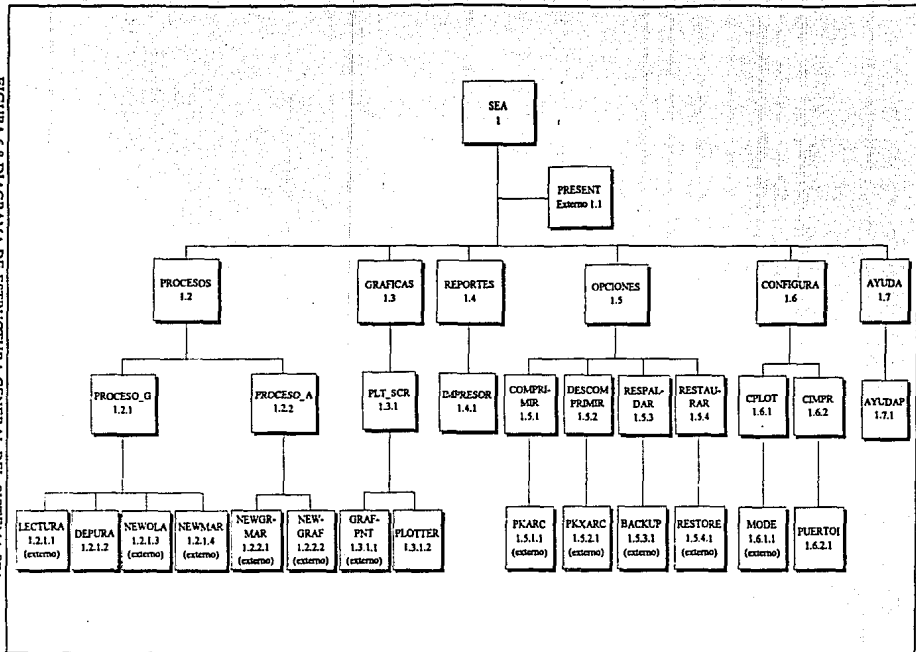 SEA
1
PRESENT
Externo 1.1
PROCESOS
1.2
GRAFICAS
1.3
REPORTES
1.4
OPCIONES
1.5
CONFIGURA
1.6
AYUDA
1.7
PROCESO_G
1.2.1
PROCESO_A
1.2.2
PLT_SCR
1.3.1
IMPRESOR
1.4.1
COMPRI-
MIR
1.5.1
DESCOM
PRIMIR
1.5.2
RESPAL-
DAR
1.5.3
RESTAU-
RAR
1.5.4
CPLOT
1.6.1
CIMPR
1.6.2
AYUDAP
1.7.1
LECTURA
1.2.1.1
(externo)
DEPURA
1.2.1.2
NEWOLA
1.2.1.3
(externo)
NEWMAR
1.2.1.4
(externo)
NEWGR-
MAR
1.2.2.1
(externo)
NEW-
GRAF
1.2.2.2
(externo)
GRAF-
PNT
1.3.1.1
(externo)
PLOTTER
1.3.1.2
PKARC
1.5.1.1
(externo)
PKXARC
1.5.2.1
(externo)
BACKUP
1.5.3.1
(externo)
RESTORE
1.5.4.1
(externo)
MODE
1.6.1.1
(externo)
PUERTOI
1.6.2.1
DIAGRAMA DE ESTRUCTURA GENERAL DEL